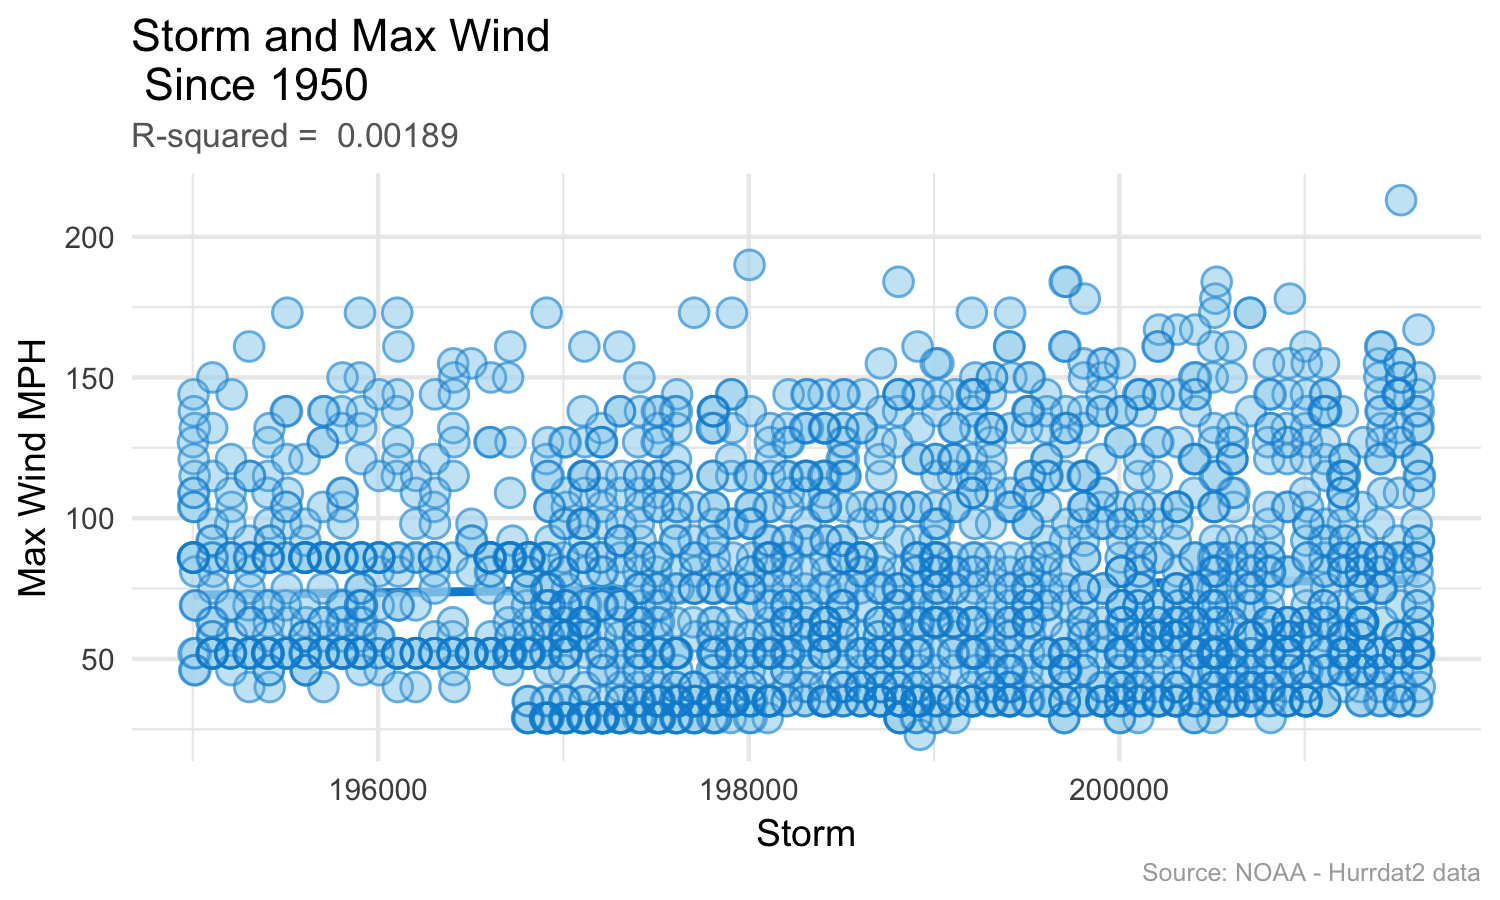 Storm and Max Wind
Since 1950
R-squared = 0.00189
200
150
100
50
Max Wind MPH
196000
198000
200000
Storm
Source: NOAA - Hurrdat2 data